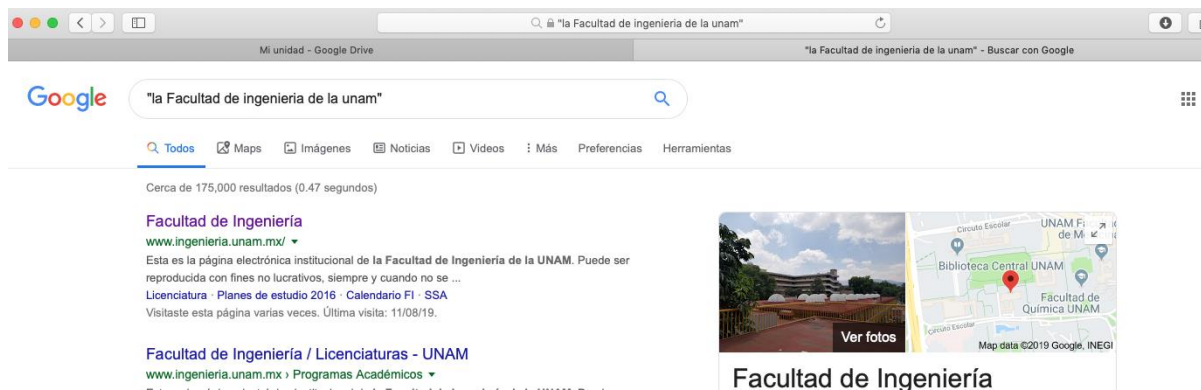 "la Facultad de ingenieria de la unam"
Mi unidad - Google Drive
"la Facultad de ingenieria de la unam" - Buscar con Google
Google
"la Facultad de ingenieria de la unam"
Todos Maps Imágenes Noticias Videos Más Preferencias Herramientas
Cerca de 175,000 resultados (0.47 segundos)
Facultad de Ingeniería
www.ingenieria.unam.mx/
Esta es la página electrónica institucional de la Facultad de Ingeniería de la UNAM. Puede ser
reproducida con fines no lucrativos, siempre y cuando no se ...
Licenciatura · Planes de estudio 2016 · Calendario FI · SSA
Visitaste esta página varias veces. Última visita: 11/08/19.
Facultad de Ingeniería / Licenciaturas - UNAM
www.ingenieria.unam.mx › Programas Académicos
Circuito Escolar
UNAM
de
Biblioteca Central UNAM
Facultad de
Química UNAM
Circuito Escolar
Ver fotos
Map data ©2019 Google, INEGI
Facultad de Ingeniería